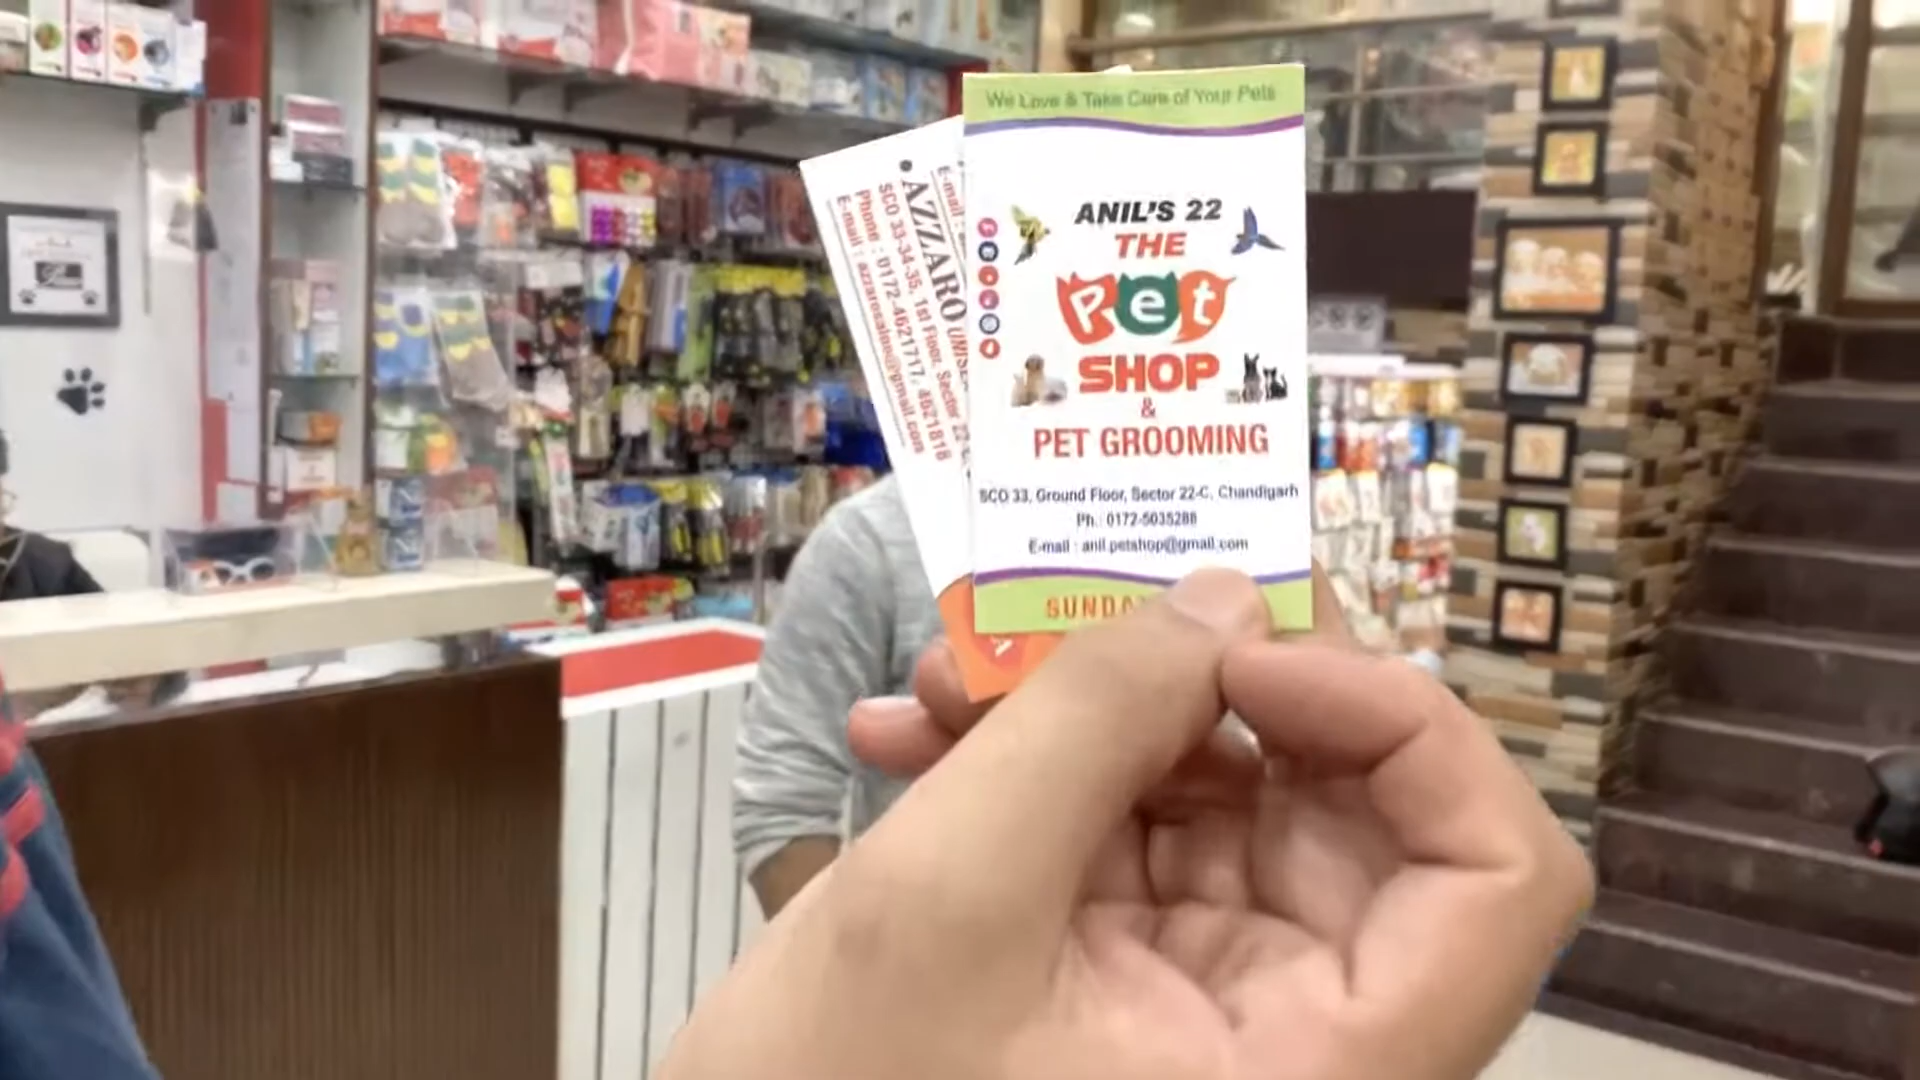 We Love & Take Care of Your Pets
ANIL'S 22
THE
Pet
SHOP
&
PET GROOMING
SCO 33, Ground Floor, Sector 22-C, Chandigarh
Ph.: 0172-5035288
E-mail : anil.petshop@gmail.com
E-mail :
AZZARO UNISE
SCO 33-34-35, 1st Floor, Sector 22-
Phone : 0172-4621717, 4621818
E-mail : azzarosalon@gmail.com